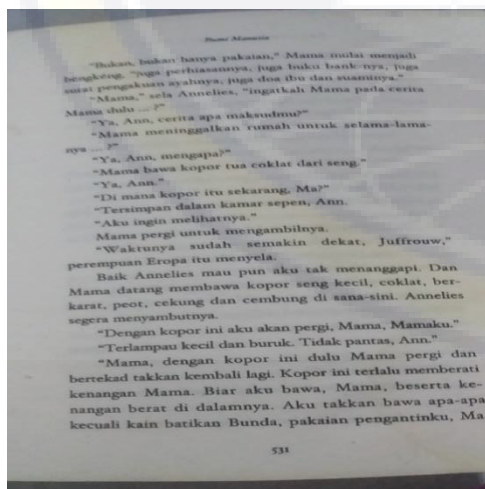 Bumi Manusia
"Bukan, bukan hanya pakaian," Mama mulai menjadi
bengkeng, "juga perhiasannya, juga buku bank-nya, juga
surat pengakuan ayahnya, juga doa ibu dan suaminya."
"Mama," sela Annelies, "ingatkah Mama pada cerita
Mama dulu ... ?"
"Ya, Ann, cerita apa maksudmu?"
"Mama meninggalkan rumah untuk selama-lama-
nya ... ?"
"Ya, Ann, mengapa?"
"Mama bawa kopor tua coklat dari seng."
"Ya, Ann."
"Di mana kopor itu sekarang, Ma?"
"Tersimpan dalam kamar sepen, Ann.
"Aku ingin melihatnya."
Mama pergi untuk mengambilnya.
"Waktunya sudah semakin dekat, Juffrouw,"
perempuan Eropa itu menyela.
Baik Annelies mau pun aku tak menanggapi. Dan
Mama datang membawa kopor seng kecil, coklat, ber-
karat, peot, cekung dan cembung di sana-sini. Annelies
segera menyambutnya.
"Dengan kopor ini aku akan pergi, Mama, Mamaku."
"Terlampau kecil dan buruk. Tidak pantas, Ann."
"Mama, dengan kopor ini dulu Mama pergi dan
bertekad takkan kembali lagi. Kopor ini terlalu memberati
kenangan Mama. Biar aku bawa, Mama, beserta ke-
nangan berat di dalamnya. Aku takkan bawa apa-apa
kecuali kain batikan Bunda, pakaian pengantinku, Ma
531